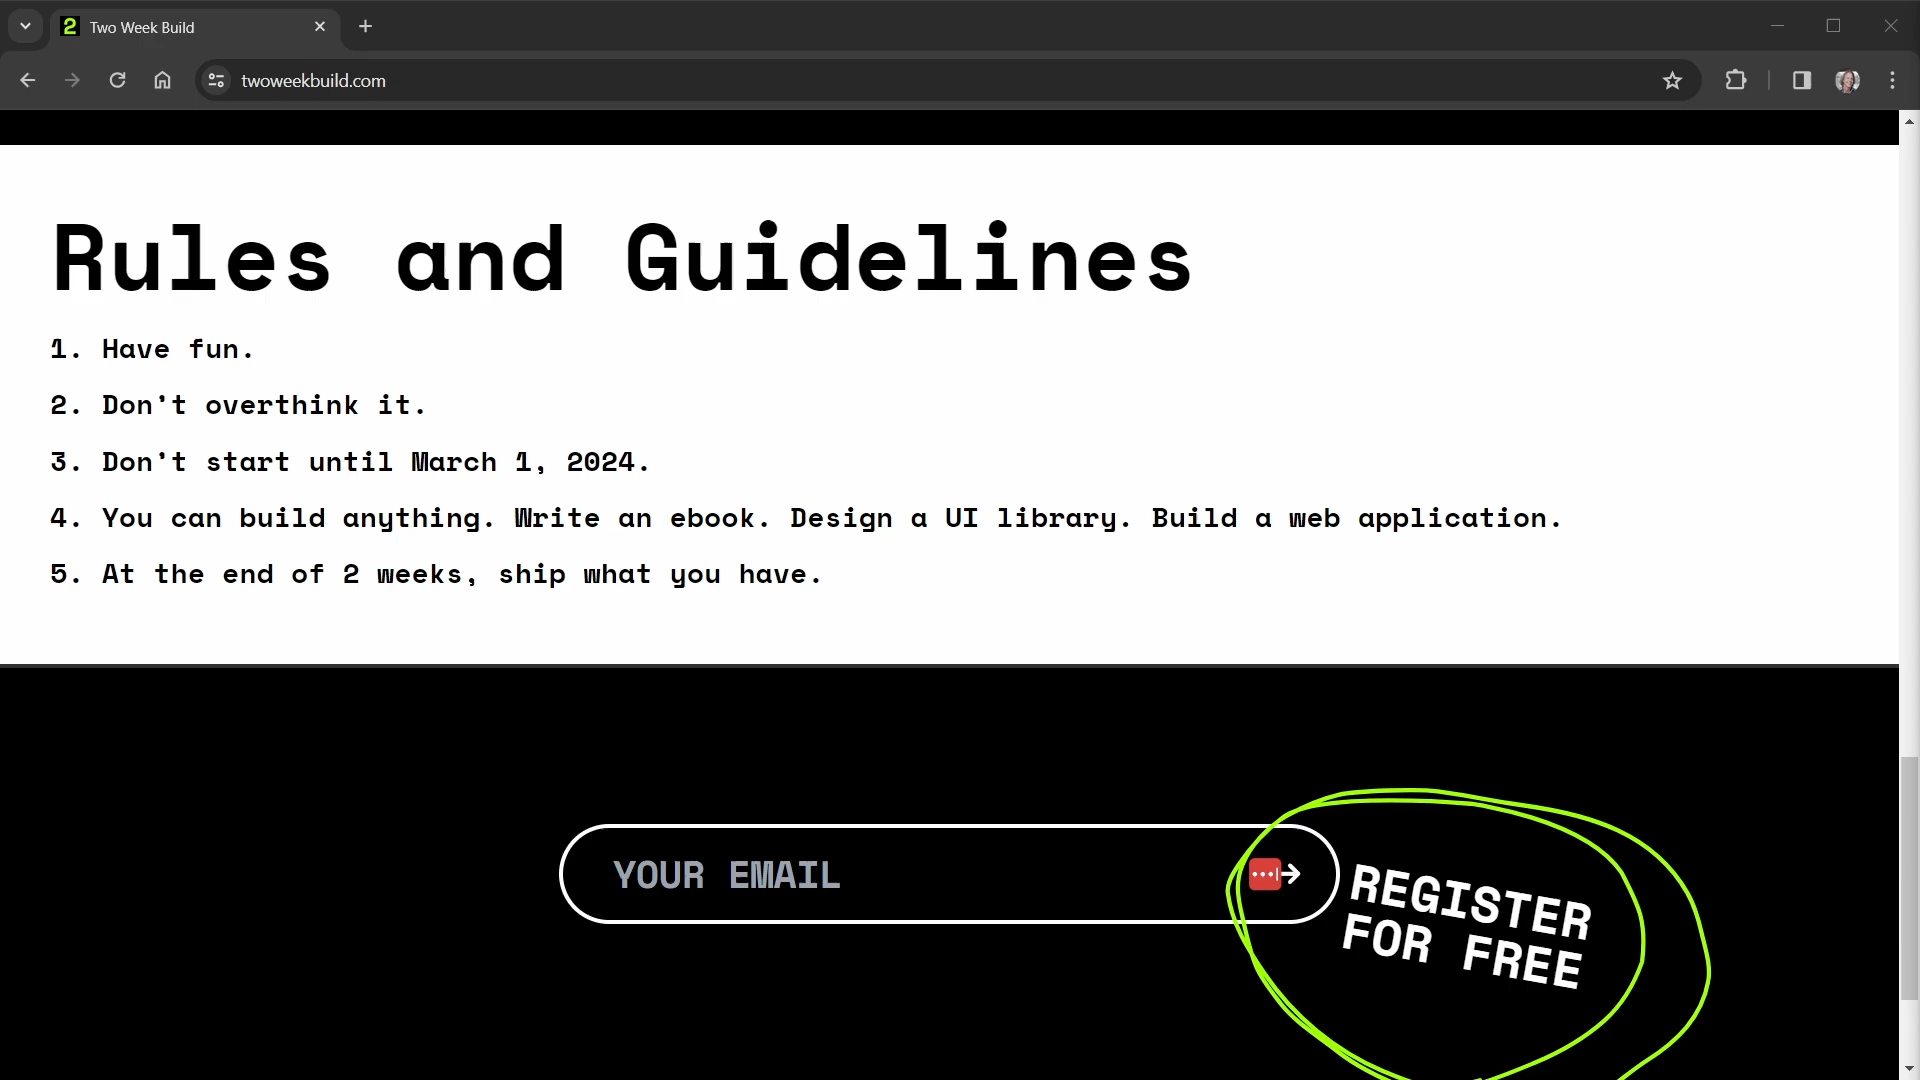 Two Week Build
twoweekbuild.com
Rules and Guidelines
1. Have fun.
2. Don't overthink it.
3. Don't start until March 1, 2024.
4. You can build anything. Write an ebook. Design a UI library. Build a web application.
5. At the end of 2 weeks, ship what you have.
YOUR EMAIL
REGISTER
FOR FREE